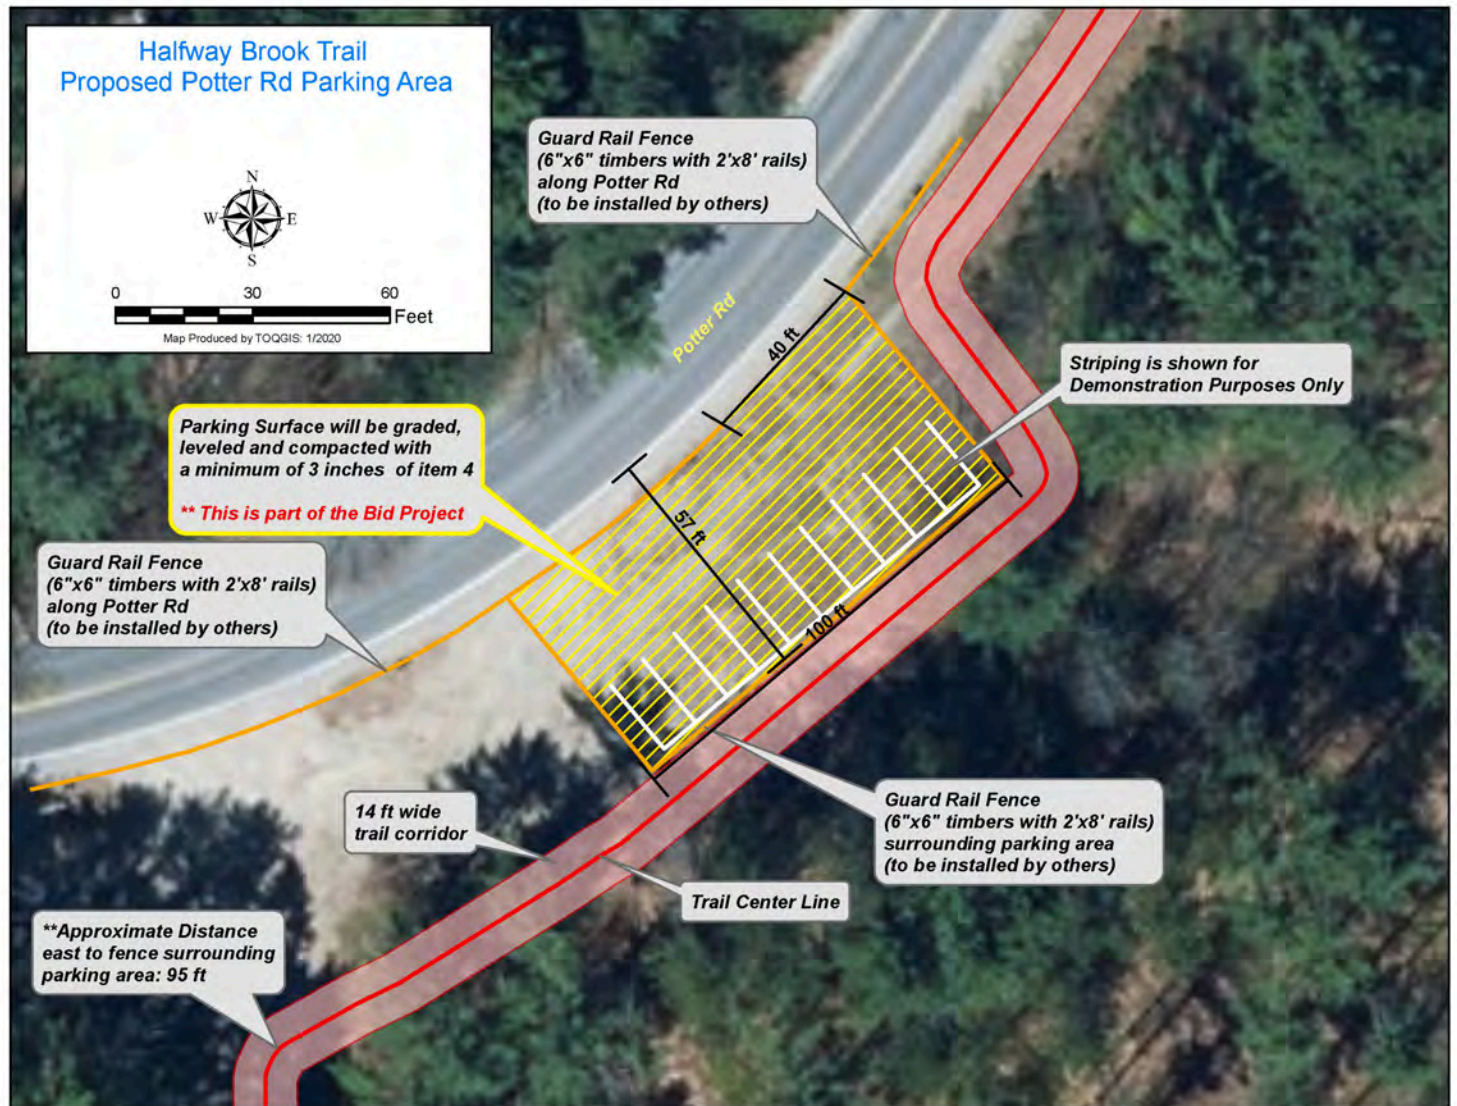 Halfway Brook Trail
Proposed Potter Rd Parking Area
N
W E
S
0 30 60
Feet
Map Produced by TOQGIS: 1/2020
Guard Rail Fence
(6"x6" timbers with 2'x8' rails)
along Potter Rd
(to be installed by others)
Potter Rd
40 ft
Striping is shown for
Demonstration Purposes Only
Parking Surface will be graded,
leveled and compacted with
a minimum of 3 inches of item 4
** This is part of the Bid Project
57 ft
Guard Rail Fence
(6"x6" timbers with 2'x8' rails)
along Potter Rd
(to be installed by others)
100 ft
14 ft wide
trail corridor
Guard Rail Fence
(6"x6" timbers with 2'x8' rails)
surrounding parking area
(to be installed by others)
Trail Center Line
**Approximate Distance
east to fence surrounding
parking area: 95 ft